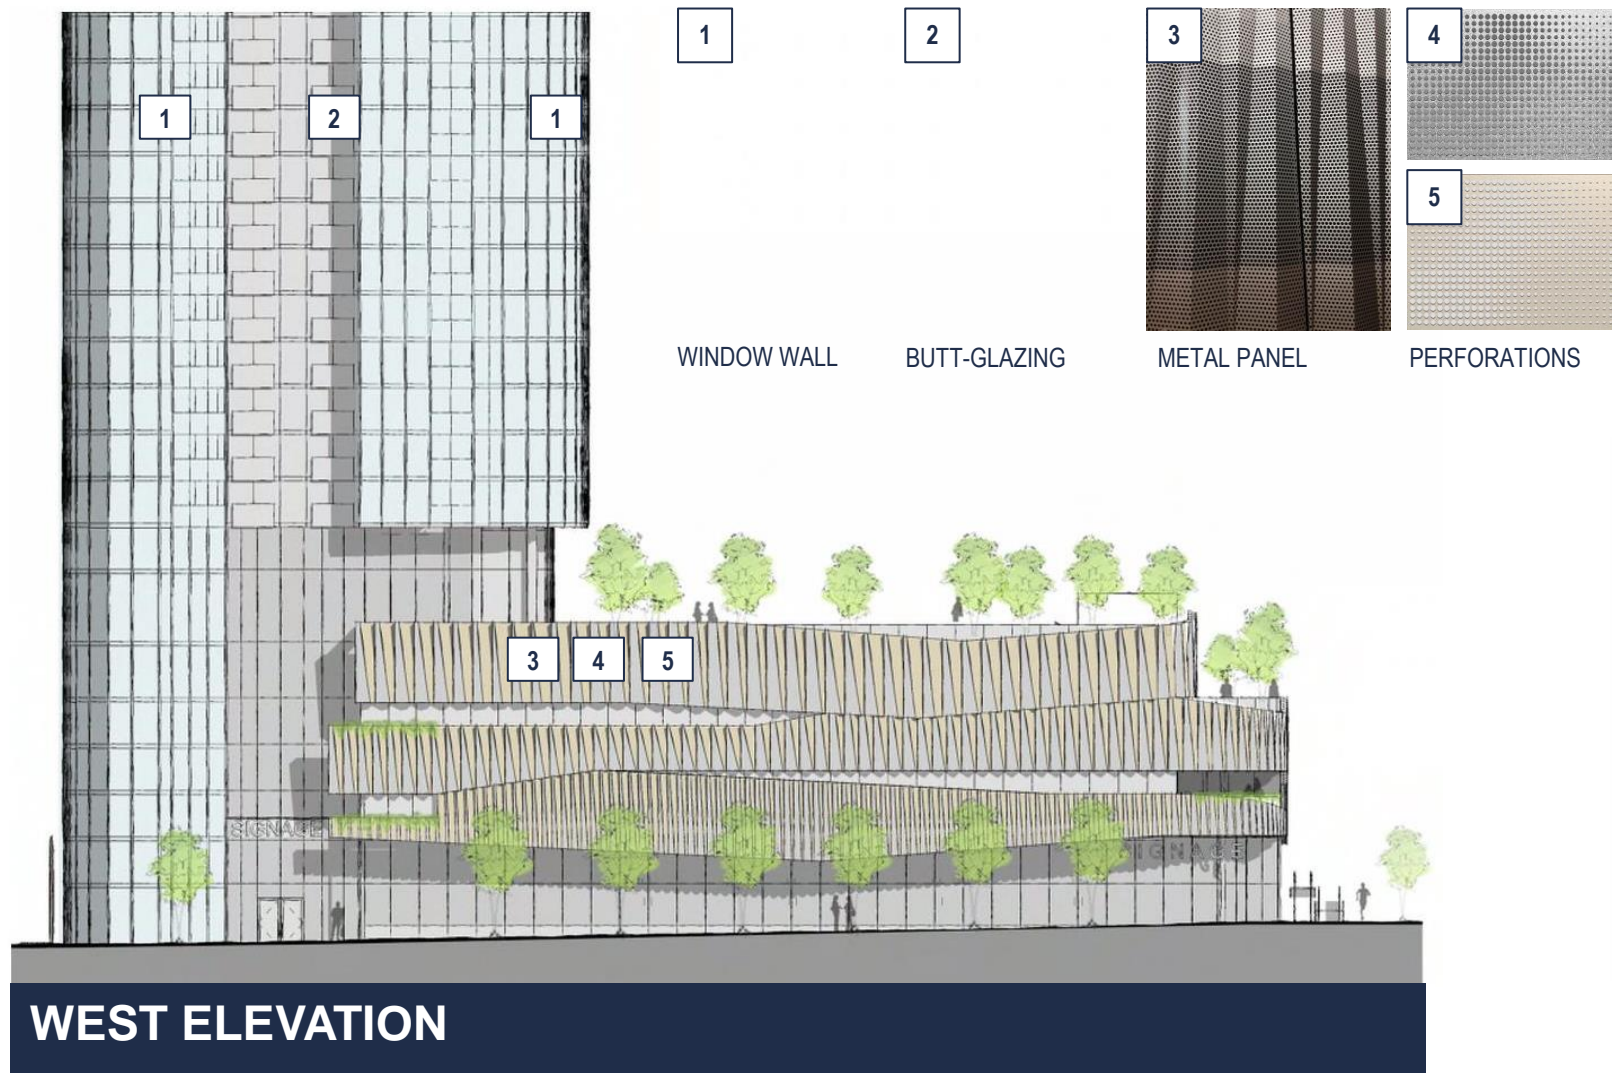 1
2
3
4
5
WINDOW WALL
BUTT-GLAZING
METAL PANEL
PERFORATIONS
1
2
1
3
4
5
SIGNAGE
SIGNAGE
WEST ELEVATION